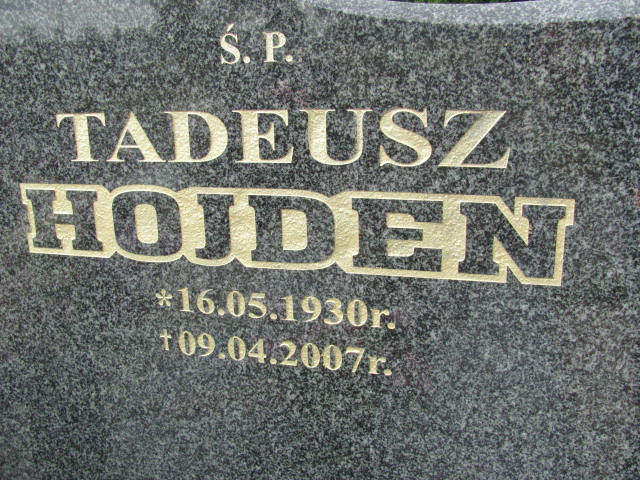 Ś. P.
TADEUSZ
HOJDEN
*16.05.1930r.
†09.04.2007r.